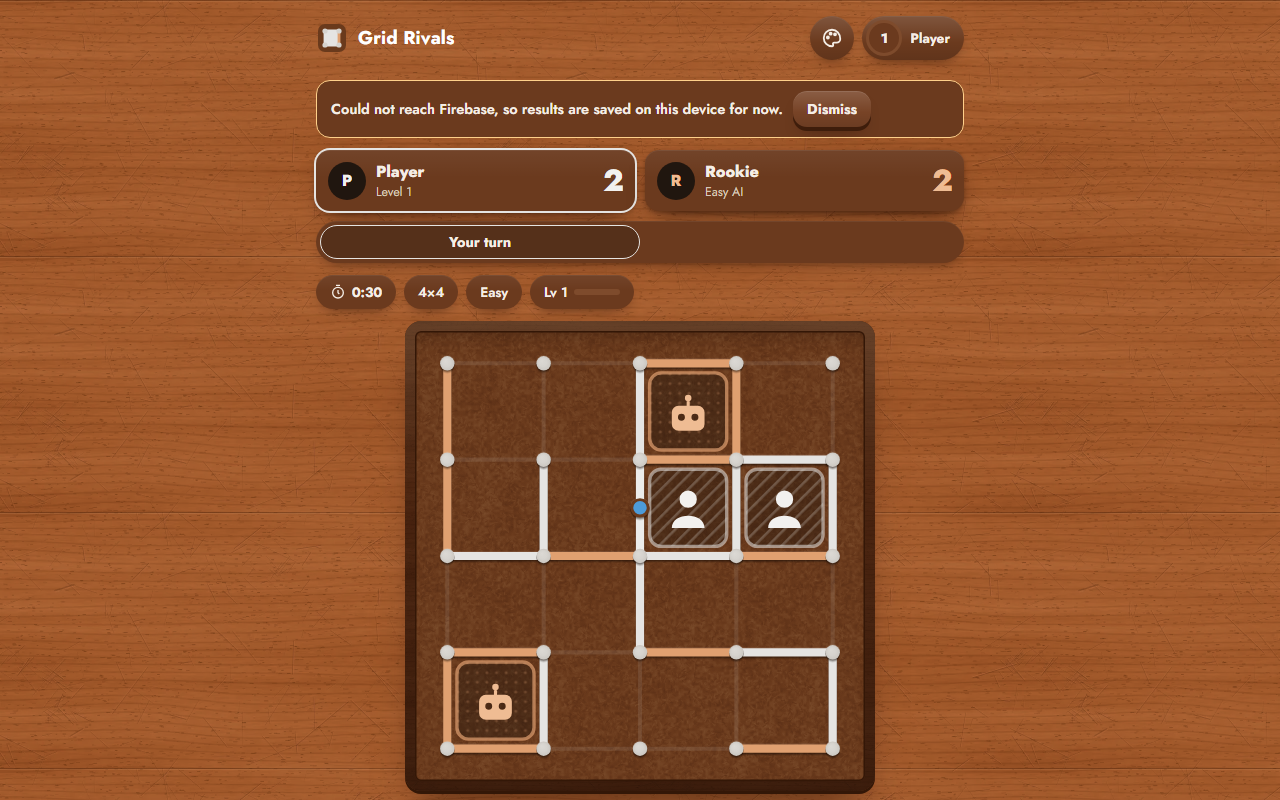 Grid Rivals
1 Player
Could not reach Firebase, so results are saved on this device for now. Dismiss
P Player 2
Level 1
R Rookie 2
Easy AI
Your turn
0:30 4×4 Easy Lv 1